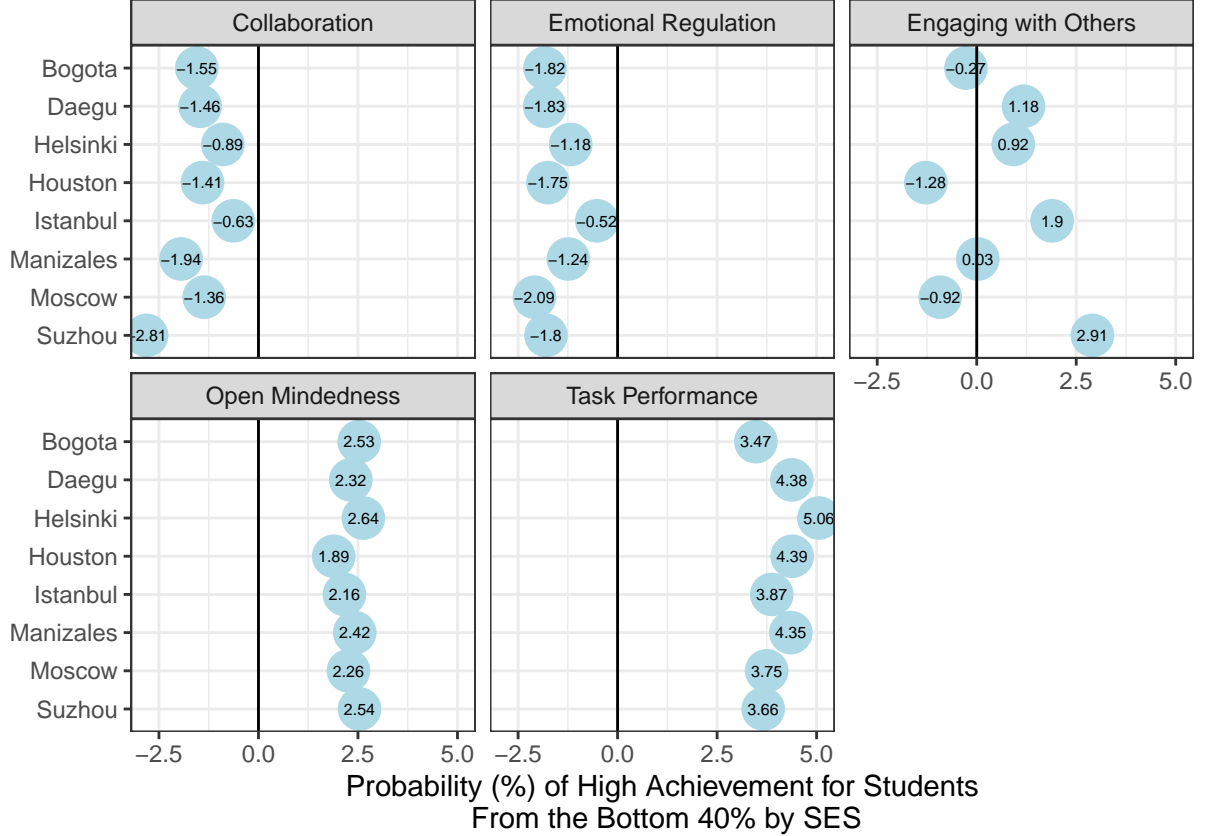 Collaboration Emotional Regulation Engaging with Others
Bogota −1.55 −1.82 −0.27
Daegu −1.46 −1.83 1.18
Helsinki −0.89 −1.18 0.92
Houston −1.41 −1.75 −1.28
Istanbul −0.63 −0.52 1.9
Manizales −1.94 −1.24 0.03
Moscow −1.36 −2.09 −0.92
Suzhou −2.81 −1.8 2.91
−2.5 0.0 2.5 5.0
Open Mindedness Task Performance
Bogota 2.53 3.47
Daegu 2.32 4.38
Helsinki 2.64 5.06
Houston 1.89 4.39
Istanbul 2.16 3.87
Manizales 2.42 4.35
Moscow 2.26 3.75
Suzhou 2.54 3.66
−2.5 0.0 2.5 5.0 −2.5 0.0 2.5 5.0
Probability (%) of High Achievement for Students
From the Bottom 40% by SES